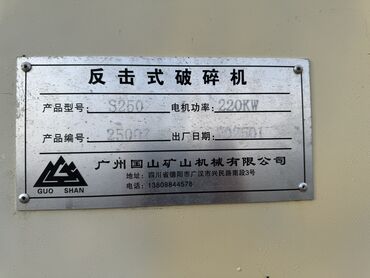 反击式破碎机
产品型号: S250 电机功率: 220KW
产品编号: 出厂日期:
广州国山矿山机械有限公司
地址:四川省德阳市广汉市兴民路南段3号
电话:13808844578
GUO SHAN